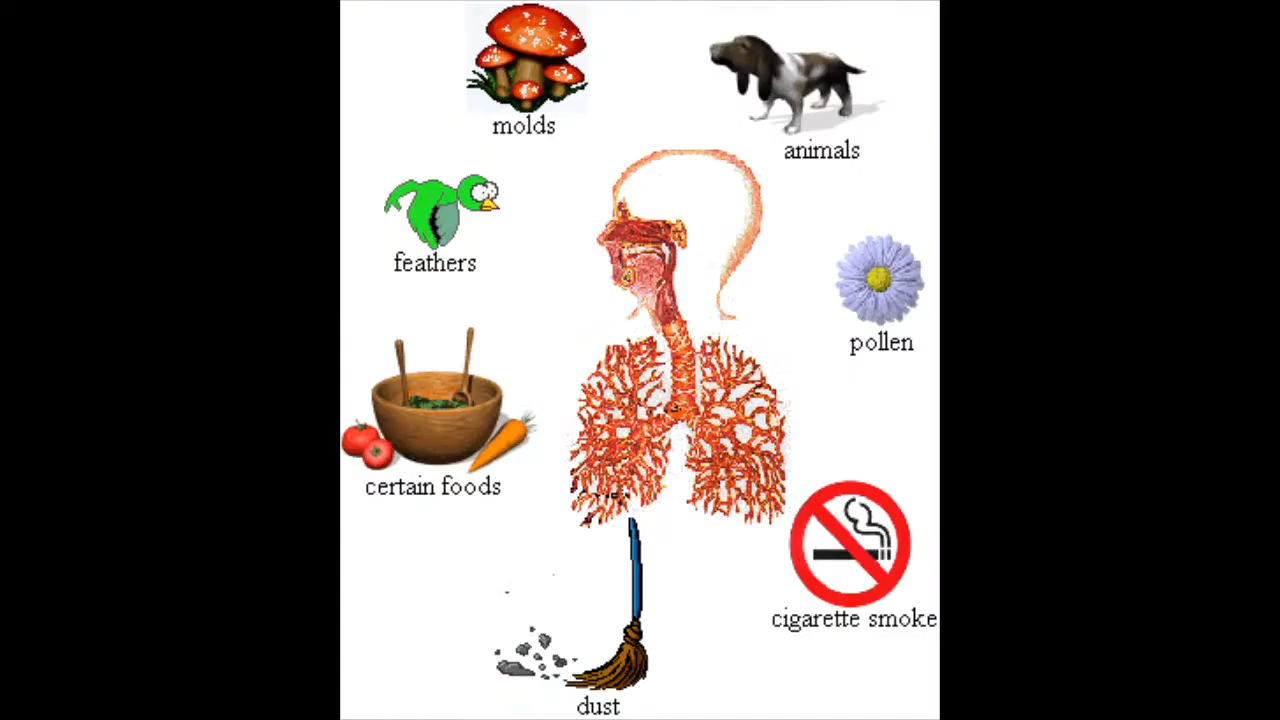 molds
animals
feathers
pollen
certain foods
cigarette smoke
dust